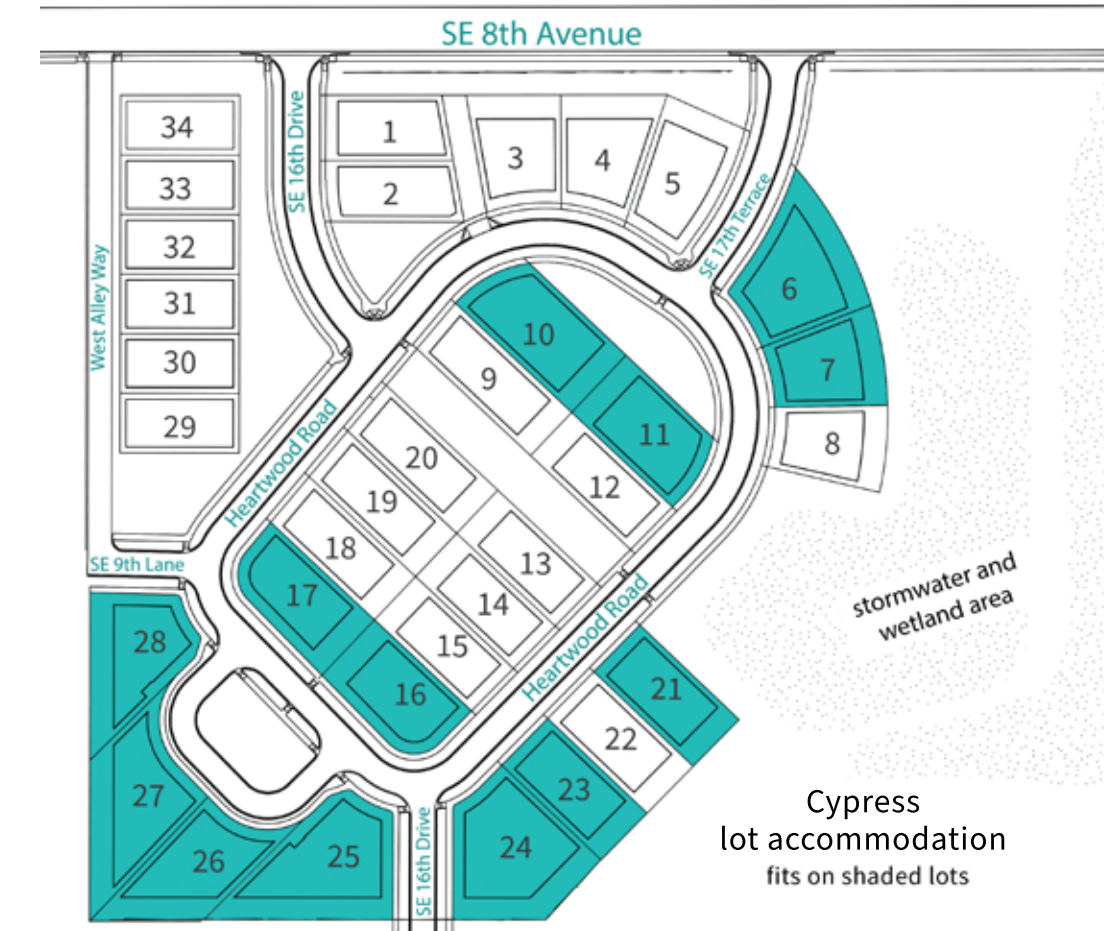 SE 8th Avenue
34
33
32
31
30
29
West Alley Way
SE 16th Drive
1
2
3
4
5
SE 17th Terrace
6
7
8
10
9
11
12
20
19
18
17
13
14
15
16
Heartwood Road
Heartwood Road
SE 9th Lane
28
27
26
25
SE 16th Drive
21
22
23
24
stormwater and
wetland area
Cypress
lot accommodation
fits on shaded lots